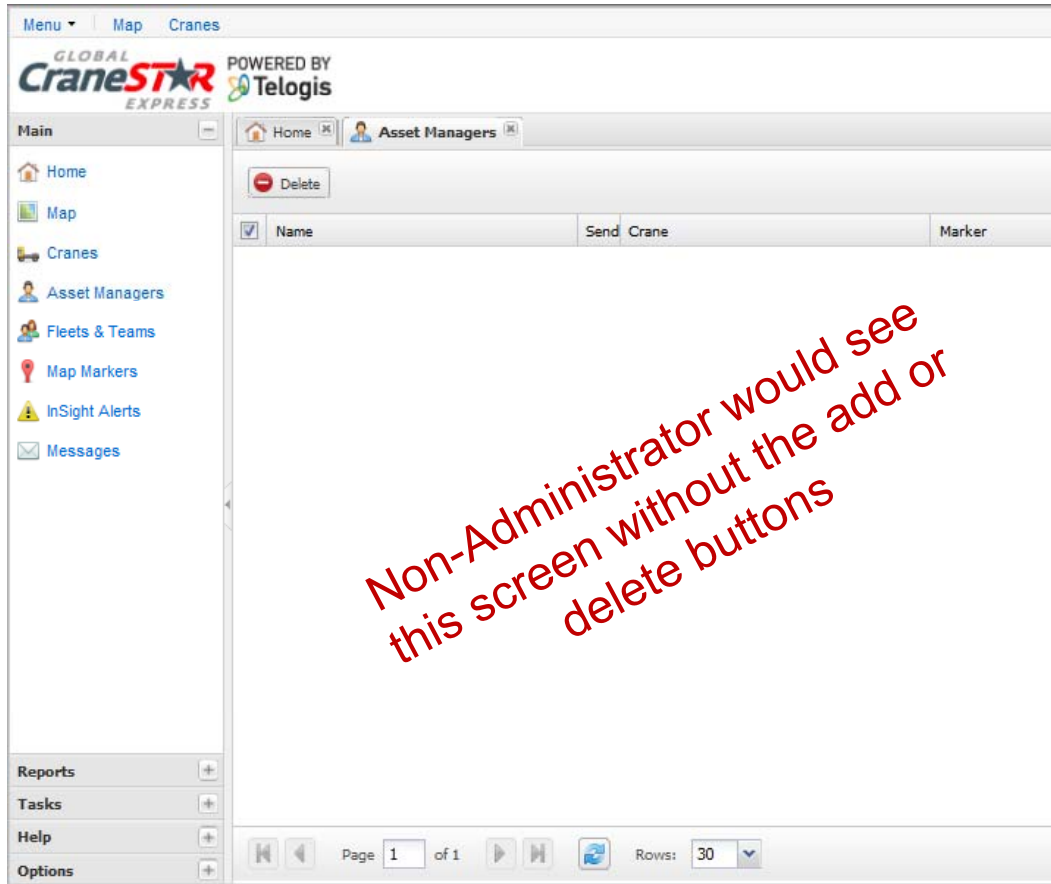 Menu Map Cranes
GLOBAL
CraneSTAR
EXPRESS
POWERED BY
Telogis
Main
Home
Map
Cranes
Asset Managers
Fleets & Teams
Map Markers
InSight Alerts
Messages
Reports
Tasks
Help
Options
Home Asset Managers
Delete
Name Send Crane Marker
Non-Administrator would see
this screen without the add or
delete buttons
Page 1 of 1 Rows: 30